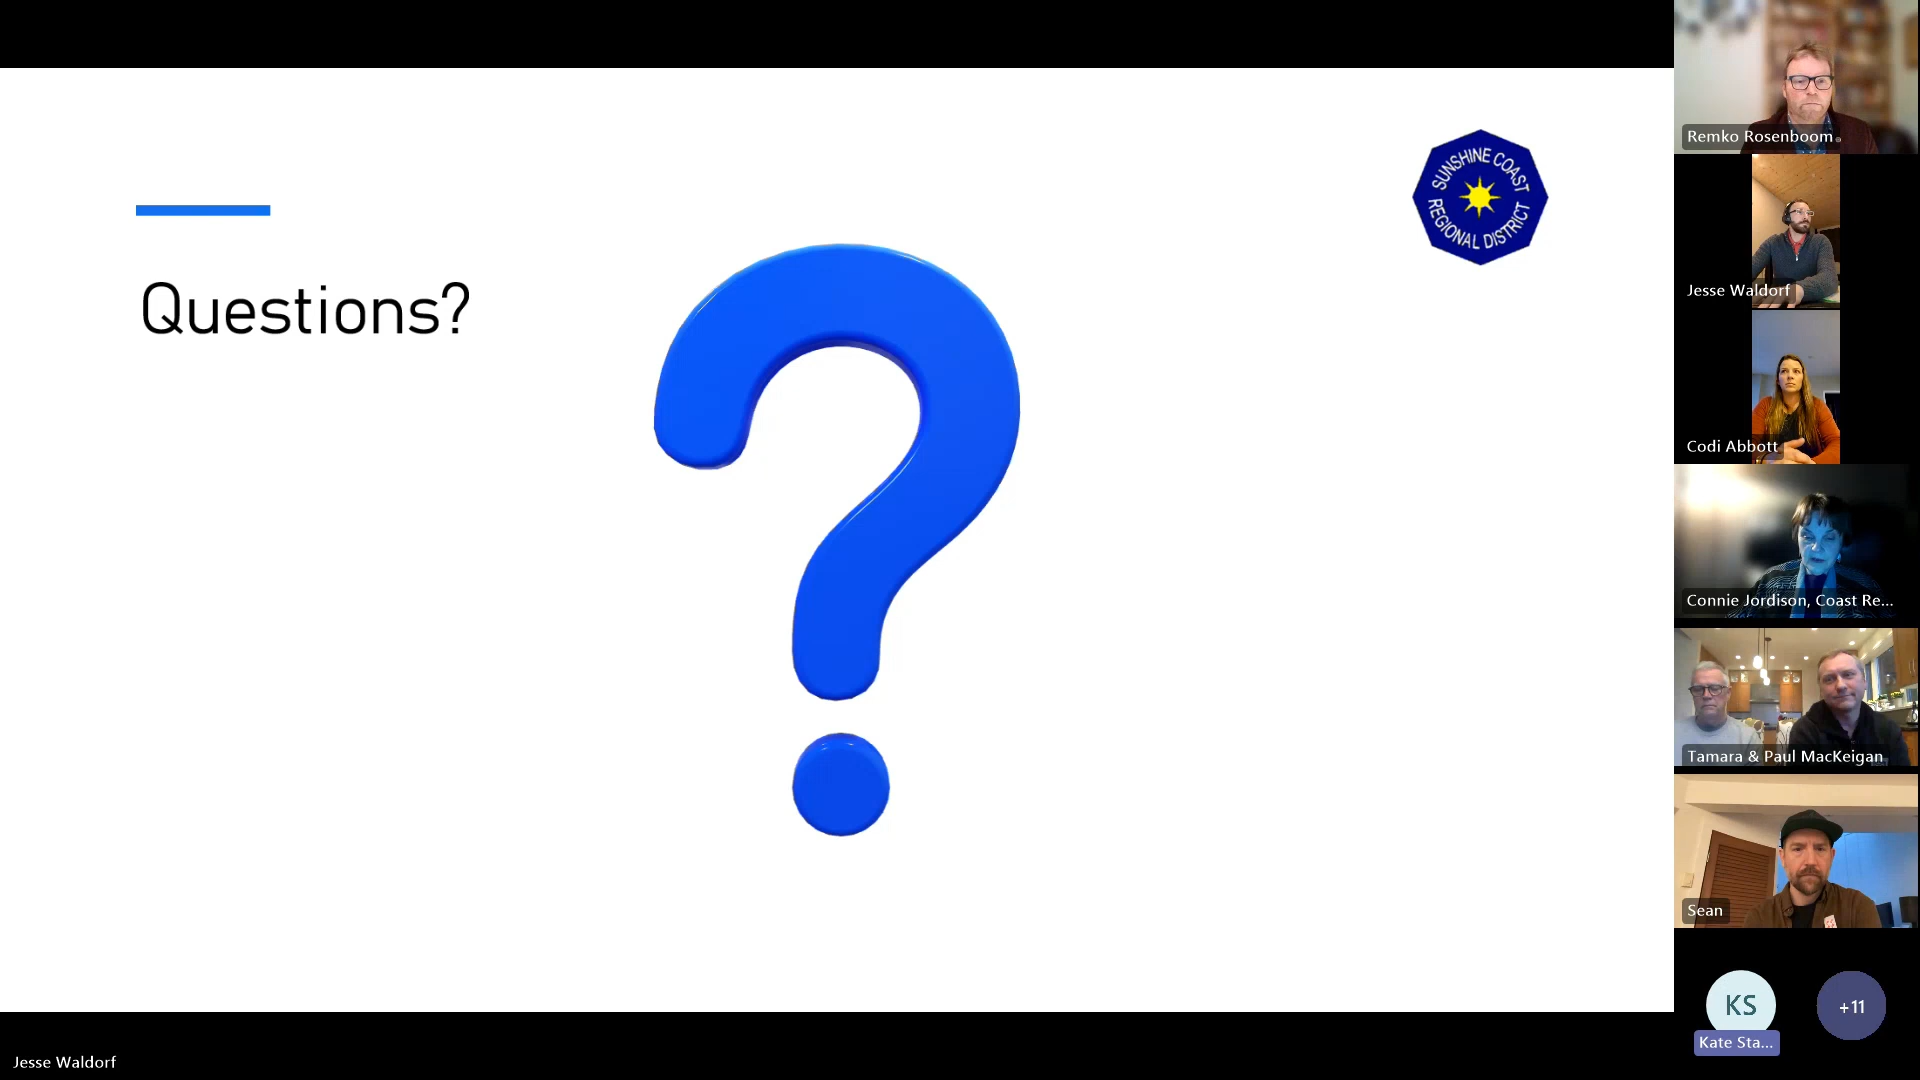 Questions?
SUNSHINE COAST
REGIONAL DISTRICT
Remko Rosenboom
Jesse Waldorf
Codi Abbott
Connie Jordison, Coast Re...
Tamara & Paul MacKeigan
Sean
KS
+11
Kate Sta...
Jesse Waldorf